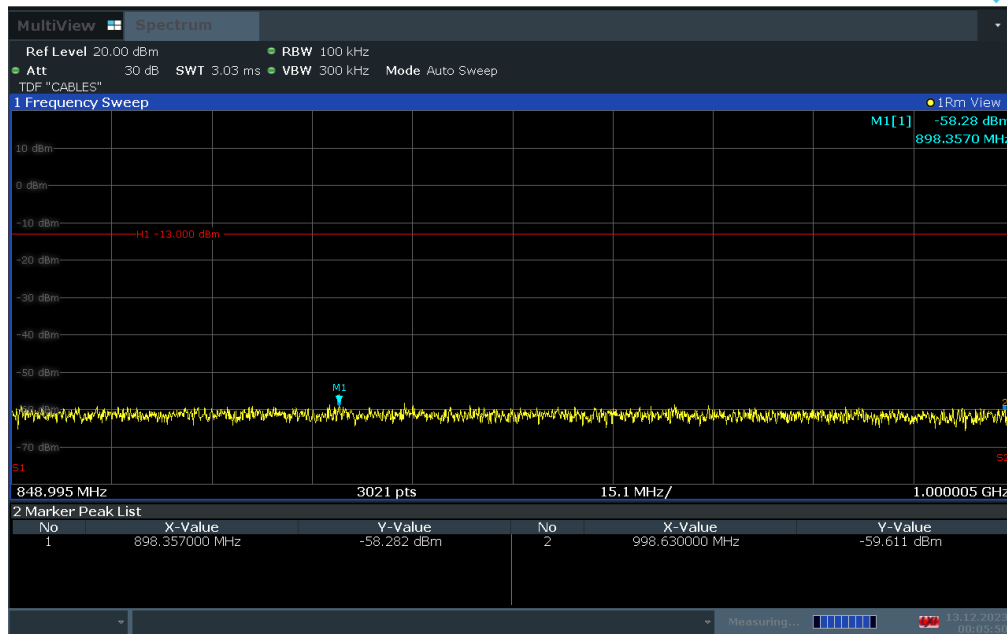 MultiView Spectrum
Ref Level 20.00 dBm RBW 100 kHz
Att 30 dB SWT 3.03 ms VBW 300 kHz Mode Auto Sweep
TDF "CABLES"
1 Frequency Sweep 1Rm View
M1[1] -58.28 dBm
898.3570 MHz
10 dBm
0 dBm
-10 dBm
H1 -13.000 dBm
-20 dBm
-30 dBm
-40 dBm
-50 dBm
M1
-70 dBm
S1 S2
848.995 MHz 3021 pts 15.1 MHz/ 1.000005 GHz
2 Marker Peak List
No X-Value Y-Value No X-Value Y-Value
1 898.357000 MHz -58.282 dBm 2 998.630000 MHz -59.611 dBm
Measuring... 13.12.2023